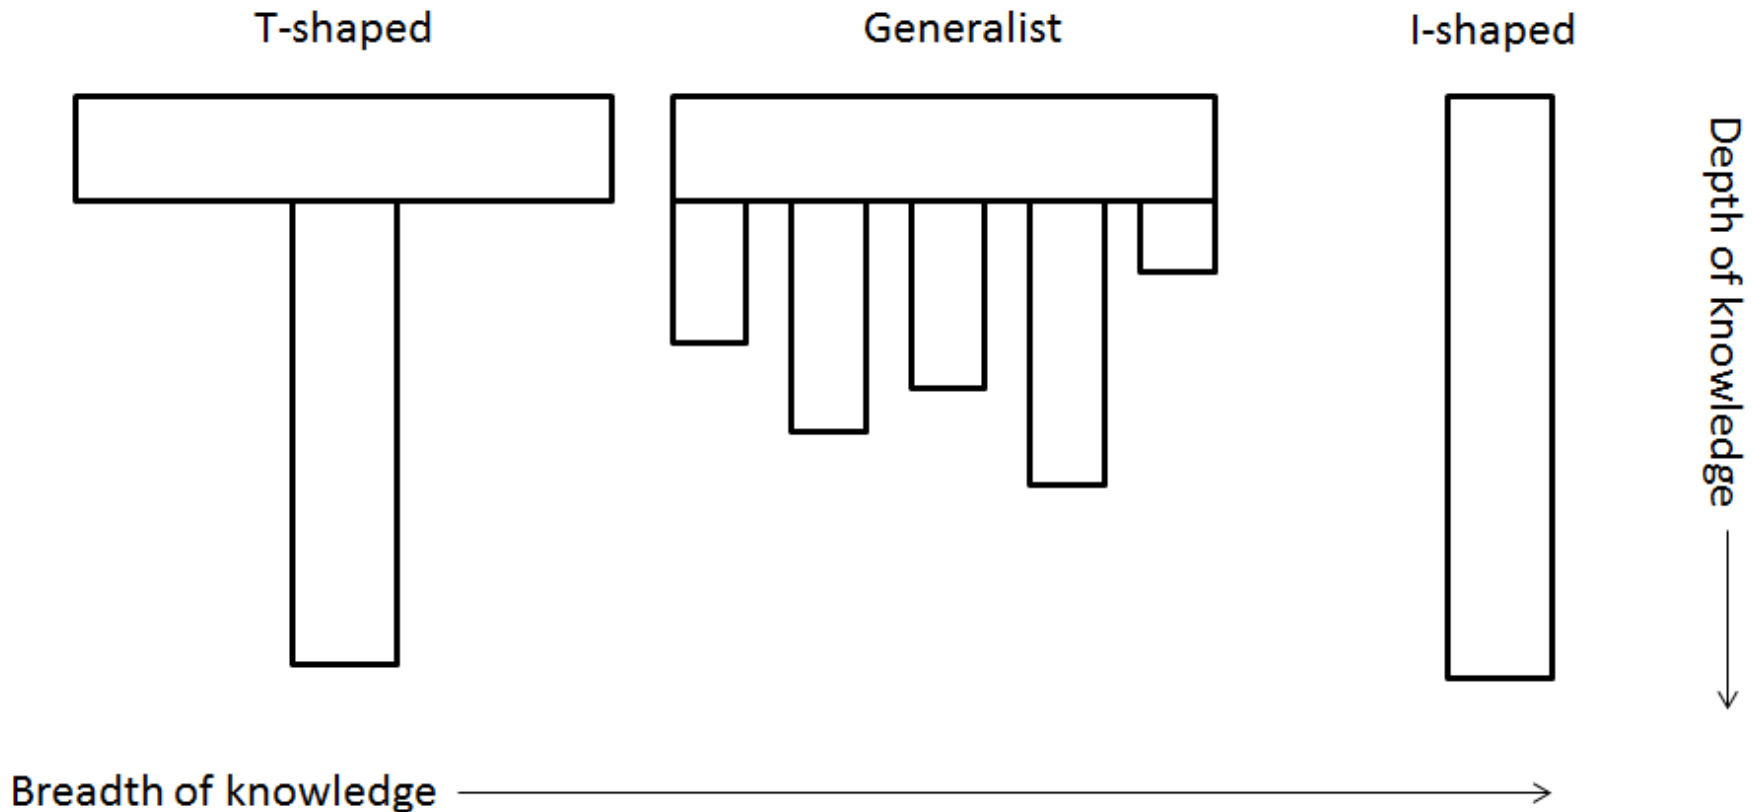 T-shaped
Generalist
I-shaped
Depth of knowledge
Breadth of knowledge